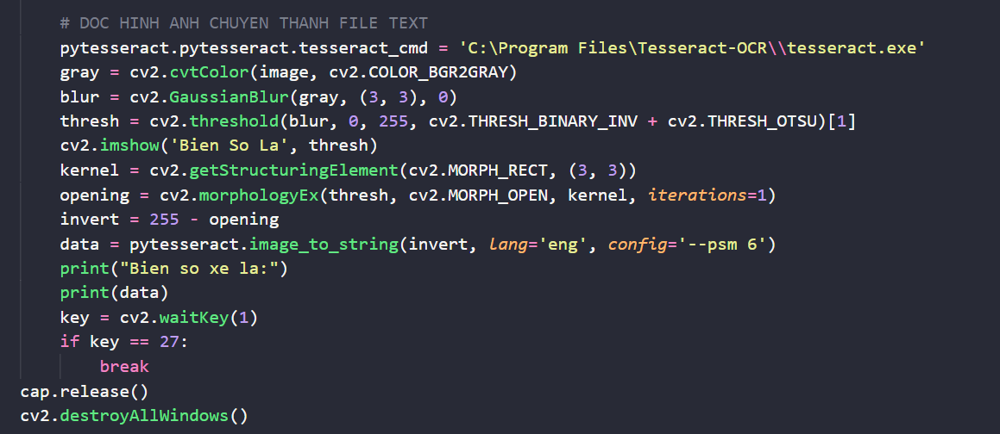 # DOC HINH ANH CHUYEN THANH FILE TEXT
pytesseract.pytesseract.tesseract_cmd = 'C:\Program Files\Tesseract-OCR\\tesseract.exe'
gray = cv2.cvtColor(image, cv2.COLOR_BGR2GRAY)
blur = cv2.GaussianBlur(gray, (3, 3), 0)
thresh = cv2.threshold(blur, 0, 255, cv2.THRESH_BINARY_INV + cv2.THRESH_OTSU)[1]
cv2.imshow('Bien So La', thresh)
kernel = cv2.getStructuringElement(cv2.MORPH_RECT, (3, 3))
opening = cv2.morphologyEx(thresh, cv2.MORPH_OPEN, kernel, iterations=1)
invert = 255 - opening
data = pytesseract.image_to_string(invert, lang='eng', config='--psm 6')
print("Bien so xe la:")
print(data)
key = cv2.waitKey(1)
if key == 27:
break
cap.release()
cv2.destroyAllWindows()